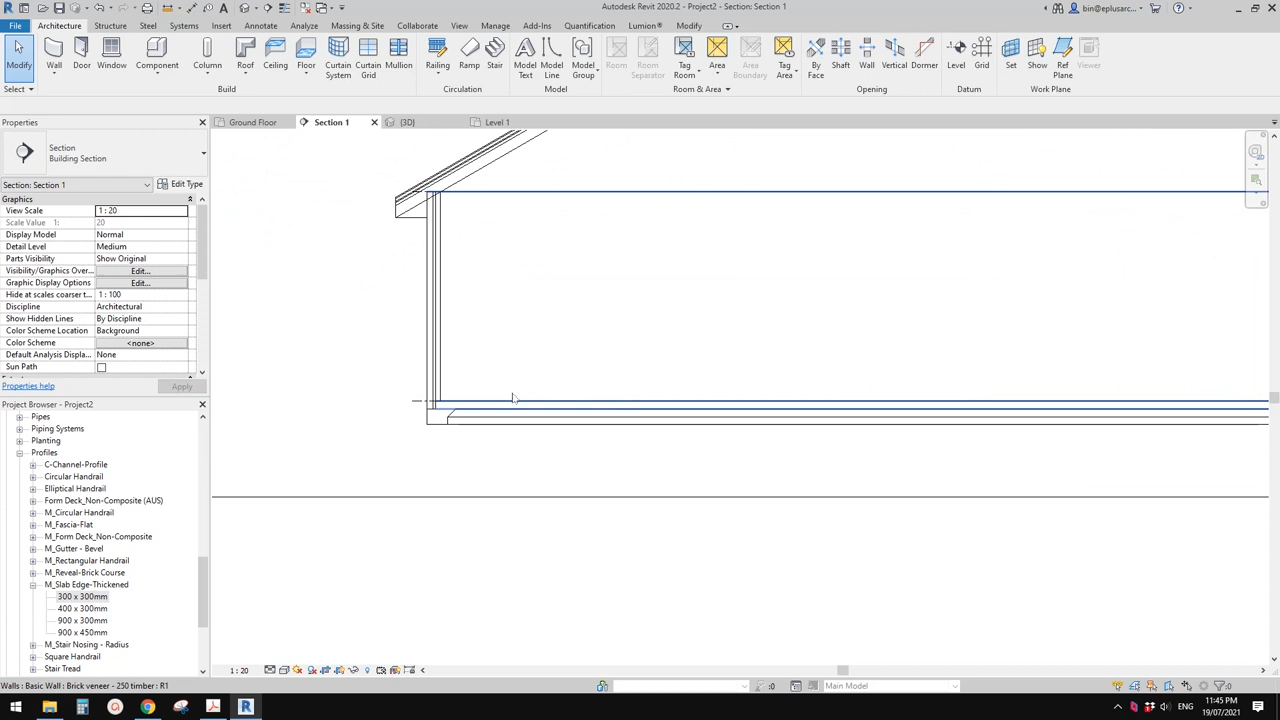 Autodesk Revit 2020.2 - Project2 - Section: Section 1
bin@eplusarc...
File Architecture Structure Steel Systems Insert Annotate Analyze Massing & Site Collaborate View Manage Add-Ins Quantification Lumion® Modify
Modify Wall Door Window Component Column Roof Ceiling Floor Curtain System Curtain Grid Mullion Railing Ramp Stair Model Text Model Line Model Group Room Room Separator Tag Room Area Area Boundary Tag Area By Face Shaft Wall Vertical Dormer Level Grid Set Show Ref Plane Viewer
Select Build Circulation Model Room & Area Opening Datum Work Plane
Properties
Ground Floor Section 1 {3D} Level 1
Section
Building Section
Section: Section 1 Edit Type
Graphics
View Scale 1 : 20
Scale Value 1: 20
Display Model Normal
Detail Level Medium
Parts Visibility Show Original
Visibility/Graphics Over... Edit...
Graphic Display Options Edit...
Hide at scales coarser t... 1 : 100
Discipline Architectural
Show Hidden Lines By Discipline
Color Scheme Location Background
Color Scheme <none>
Default Analysis Displa... None
Sun Path
Properties help Apply
Project Browser - Project2
Pipes
Piping Systems
Planting
Profiles
C-Channel-Profile
Circular Handrail
Elliptical Handrail
Form Deck_Non-Composite (AUS)
M_Circular Handrail
M_Fascia-Flat
M_Form Deck_Non-Composite
M_Gutter - Bevel
M_Rectangular Handrail
M_Reveal-Brick Course
M_Slab Edge-Thickened
300 x 300mm
400 x 300mm
900 x 300mm
900 x 450mm
M_Stair Nosing - Radius
Square Handrail
Stair Tread
1 : 20
Walls : Basic Wall : Brick veneer - 250 timber : R1
:0 Main Model :0
ENG
11:45 PM
19/07/2021